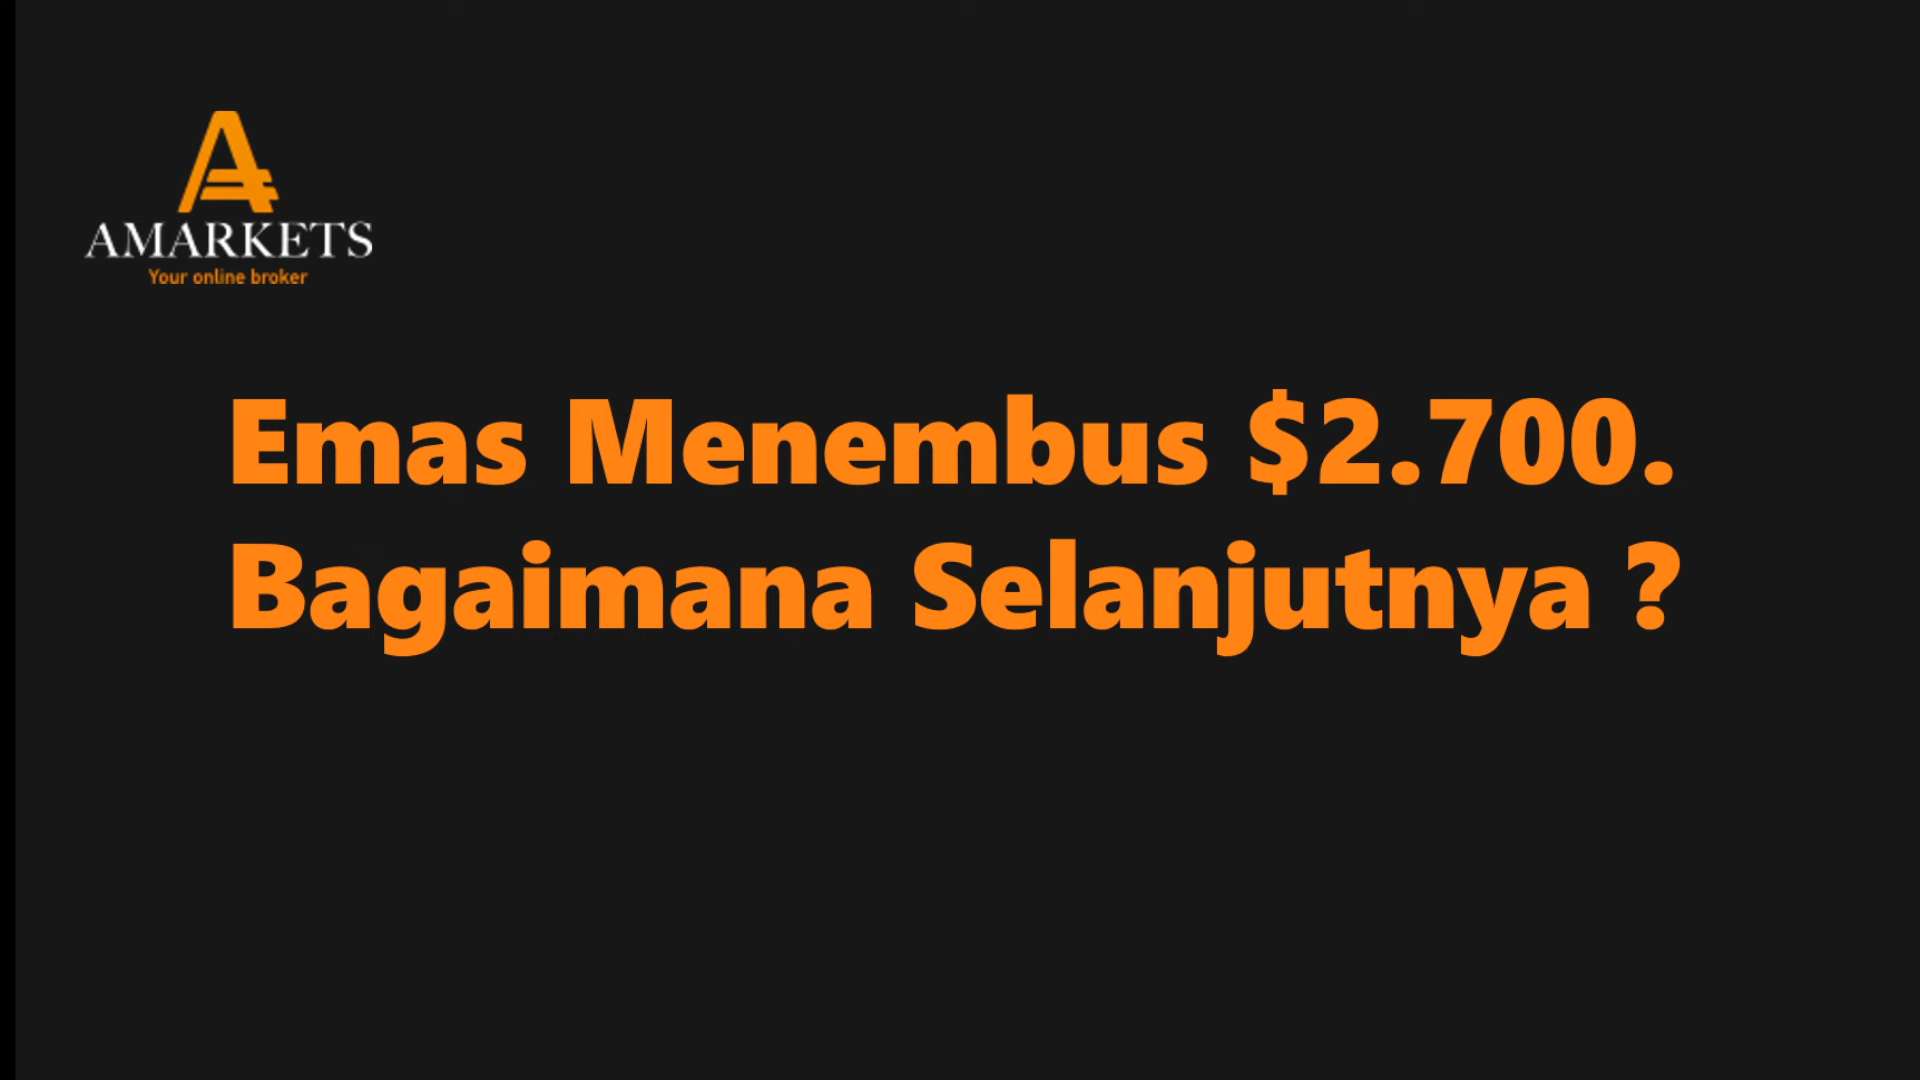 AMARKETS
Your online broker
Emas Menembus $2.700.
Bagaimana Selanjutnya ?